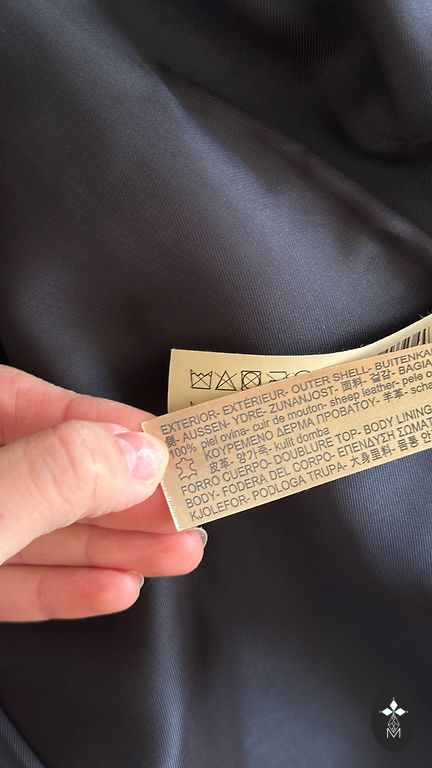 EXTERIOR- EXTÉRIEUR- OUTER SHELL- BUITENKA
AUSSEN- YDRE- ZUNANJOST- 面料- 겉감- BAGIA
100% piel ovina- cuir de mouton- sheep leather- pele o
ΚΟΥΡΕΜΕΝΟ ΔΕΡΜΑ ΠΡΟΒΑΤΟΥ- 羊革- scha
皮革- 양가죽- kulit domba
FORRO CUERPO- DOUBLURE TOP- BODY LINING
BODY- FODERA DEL CORPO- ΕΠΕΝΔΥΣΗ ΣΩΜΑΤ
KJOLEFOR- PODLOGA TRUPA- 大身里料- 몸통 안
M